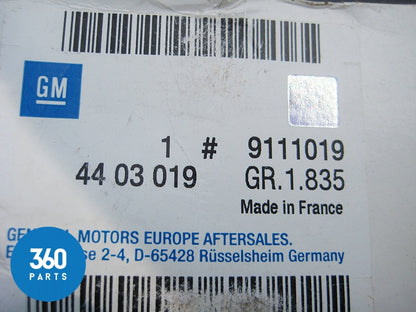 GM
1 # 9111019
44 03 019 GR.1.835
Made in France
MOTORS EUROPE AFTERSALES.
2-4, D-65428 Rüsselsheim Germany
360
PARTS